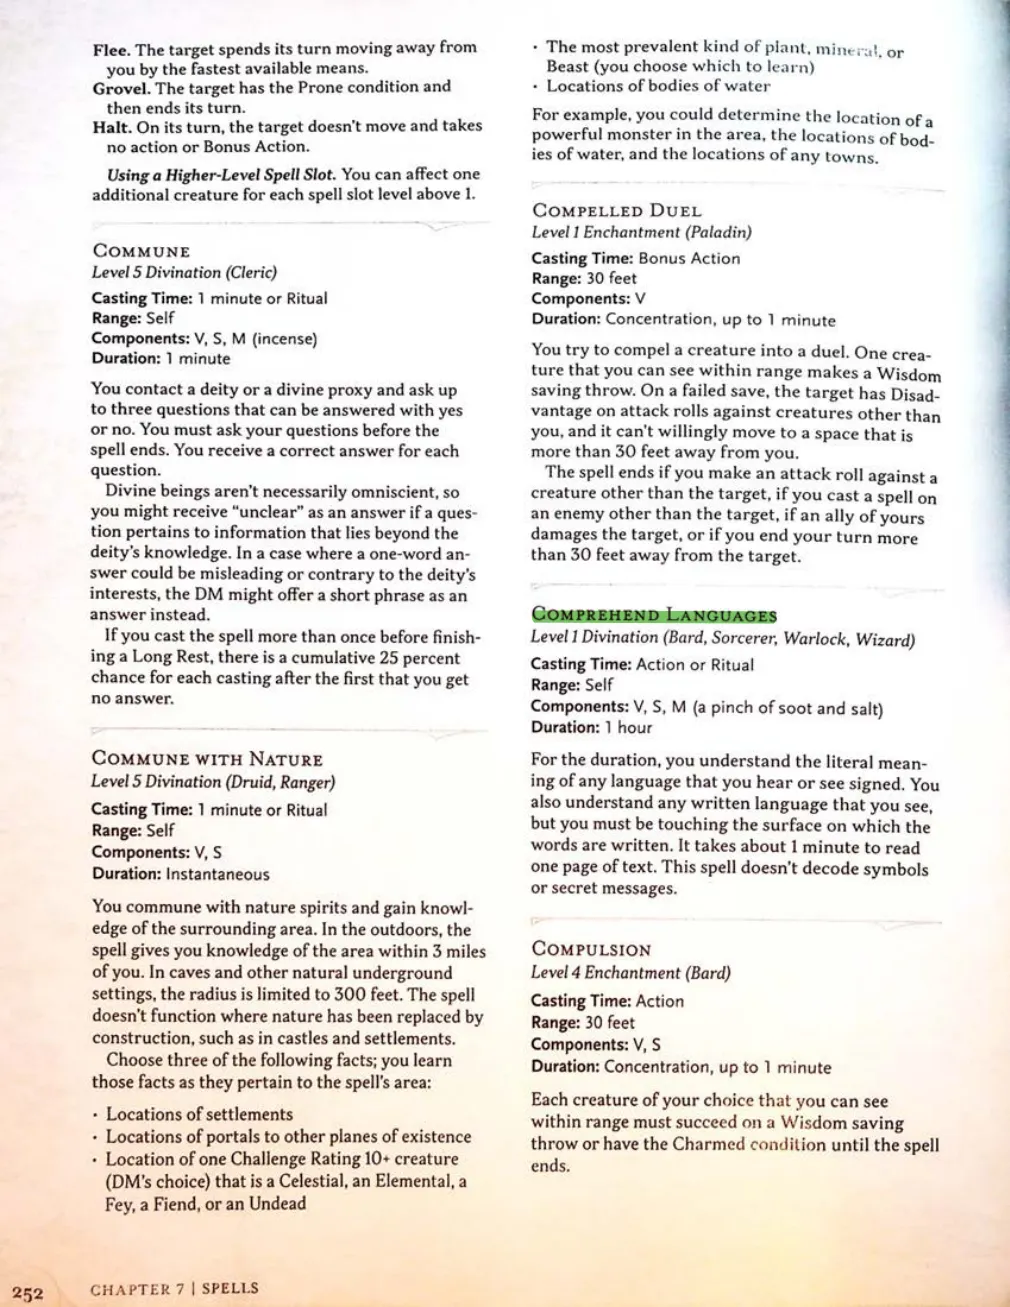 Flee. The target spends its turn moving away from
you by the fastest available means.
Grovel. The target has the Prone condition and
then ends its turn.
Halt. On its turn, the target doesn't move and takes
no action or Bonus Action.
Using a Higher-Level Spell Slot. You can affect one
additional creature for each spell slot level above 1.
COMMUNE
Level 5 Divination (Cleric)
Casting Time: 1 minute or Ritual
Range: Self
Components: V, S, M (incense)
Duration: 1 minute
You contact a deity or a divine proxy and ask up
to three questions that can be answered with yes
or no. You must ask your questions before the
spell ends. You receive a correct answer for each
question.
Divine beings aren't necessarily omniscient, so
you might receive "unclear" as an answer if a ques-
tion pertains to information that lies beyond the
deity's knowledge. In a case where a one-word an-
swer could be misleading or contrary to the deity's
interests, the DM might offer a short phrase as an
answer instead.
If you cast the spell more than once before finish-
ing a Long Rest, there is a cumulative 25 percent
chance for each casting after the first that you get
no answer.
COMMUNE WITH NATURE
Level 5 Divination (Druid, Ranger)
Casting Time: 1 minute or Ritual
Range: Self
Components: V, S
Duration: Instantaneous
You commune with nature spirits and gain knowl-
edge of the surrounding area. In the outdoors, the
spell gives you knowledge of the area within 3 miles
of you. In caves and other natural underground
settings, the radius is limited to 300 feet. The spell
doesn't function where nature has been replaced by
construction, such as in castles and settlements.
Choose three of the following facts; you learn
those facts as they pertain to the spell's area:
• Locations of settlements
• Locations of portals to other planes of existence
• Location of one Challenge Rating 10+ creature
(DM's choice) that is a Celestial, an Elemental, a
Fey, a Fiend, or an Undead
• The most prevalent kind of plant, mineral, or
Beast (you choose which to learn)
• Locations of bodies of water
For example, you could determine the location of a
powerful monster in the area, the locations of bod-
ies of water, and the locations of any towns.
COMPELLED DUEL
Level 1 Enchantment (Paladin)
Casting Time: Bonus Action
Range: 30 feet
Components: V
Duration: Concentration, up to 1 minute
You try to compel a creature into a duel. One crea-
ture that you can see within range makes a Wisdom
saving throw. On a failed save, the target has Disad-
vantage on attack rolls against creatures other than
you, and it can't willingly move to a space that is
more than 30 feet away from you.
The spell ends if you make an attack roll against a
creature other than the target, if you cast a spell on
an enemy other than the target, if an ally of yours
damages the target, or if you end your turn more
than 30 feet away from the target.
COMPREHEND LANGUAGES
Level 1 Divination (Bard, Sorcerer, Warlock, Wizard)
Casting Time: Action or Ritual
Range: Self
Components: V, S, M (a pinch of soot and salt)
Duration: 1 hour
For the duration, you understand the literal mean-
ing of any language that you hear or see signed. You
also understand any written language that you see,
but you must be touching the surface on which the
words are written. It takes about 1 minute to read
one page of text. This spell doesn't decode symbols
or secret messages.
COMPULSION
Level 4 Enchantment (Bard)
Casting Time: Action
Range: 30 feet
Components: V, S
Duration: Concentration, up to 1 minute
Each creature of your choice that you can see
within range must succeed on a Wisdom saving
throw or have the Charmed condition until the spell
ends.
252 CHAPTER 7 | SPELLS